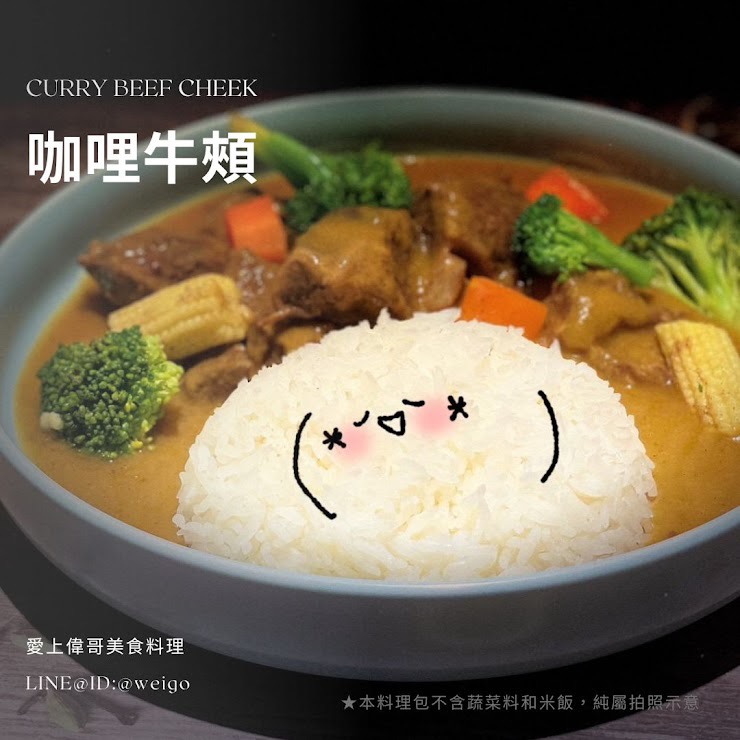 CURRY BEEF CHEEK
咖哩牛頰
愛上偉哥美食料理
LINE@ID:@weigo
★本料理包不含蔬菜料和米飯，純屬拍照示意